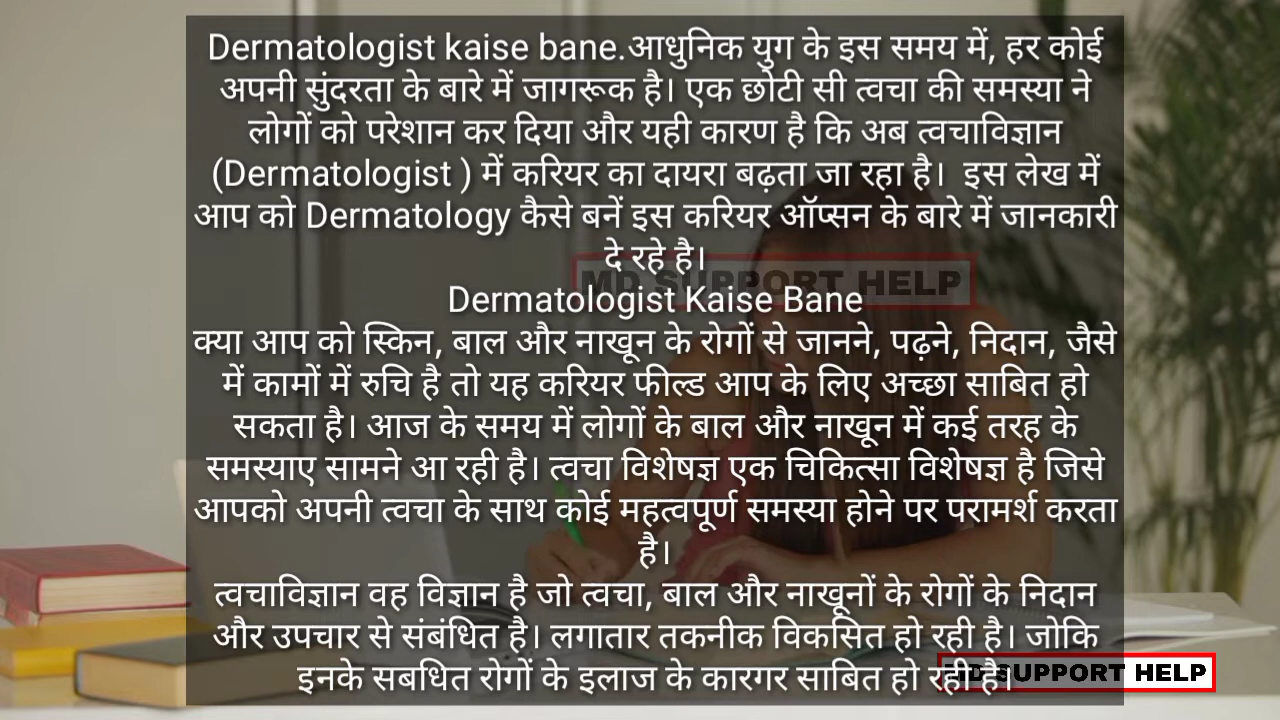 Dermatologist kaise bane.आधुनिक युग के इस समय में, हर कोई
अपनी सुंदरता के बारे में जागरूक है। एक छोटी सी त्वचा की समस्या ने
लोगों को परेशान कर दिया और यही कारण है कि अब त्वचाविज्ञान
(Dermatologist ) में करियर का दायरा बढ़ता जा रहा है।  इस लेख में
आप को Dermatology कैसे बनें इस करियर ऑप्सन के बारे में जानकारी
दे रहे है।
MD SUPPORT HELP
Dermatologist Kaise Bane
क्या आप को स्किन, बाल और नाखून के रोगों से जानने, पढ़ने, निदान, जैसे
में कामों में रुचि है तो यह करियर फील्ड आप के लिए अच्छा साबित हो
सकता है। आज के समय में लोगों के बाल और नाखून में कई तरह के
समस्याए सामने आ रही है। त्वचा विशेषज्ञ एक चिकित्सा विशेषज्ञ है जिसे
आपको अपनी त्वचा के साथ कोई महत्वपूर्ण समस्या होने पर परामर्श करता
है।
त्वचाविज्ञान वह विज्ञान है जो त्वचा, बाल और नाखूनों के रोगों के निदान
और उपचार से संबंधित है। लगातार तकनीक विकसित हो रही है। जोकि
इनके सबधित रोगों के इलाज के कारगर साबित हो रही है।
MD SUPPORT HELP